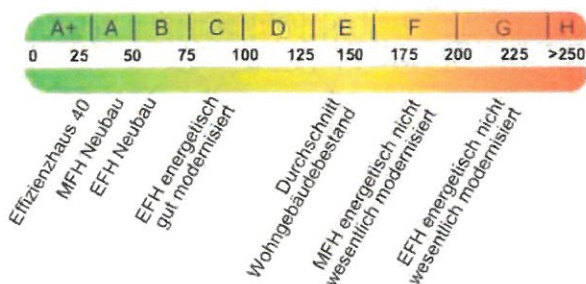 A+ A B C D E F G H
0 25 50 75 100 125 150 175 200 225 >250
Effizienzhaus 40
MFH Neubau
EFH Neubau
EFH energetisch
gut modernisiert
Durchschnitt
Wohngebäudebestand
MFH energetisch nicht
wesentlich modernisiert
EFH energetisch nicht
wesentlich modernisiert